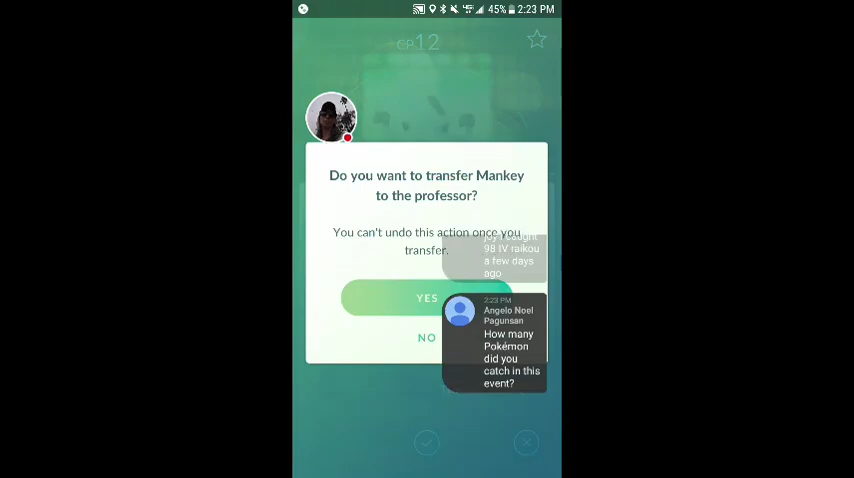 45% 2:23 PM
CP12
Do you want to transfer Mankey
to the professor?
You can't undo this action once you
transfer.
joy I caught
98 IV raikou
a few days
ago
YES
2:23 PM
Angelo Noel
Pagunsan
NO
How many
Pokémon
did you
catch in this
event?